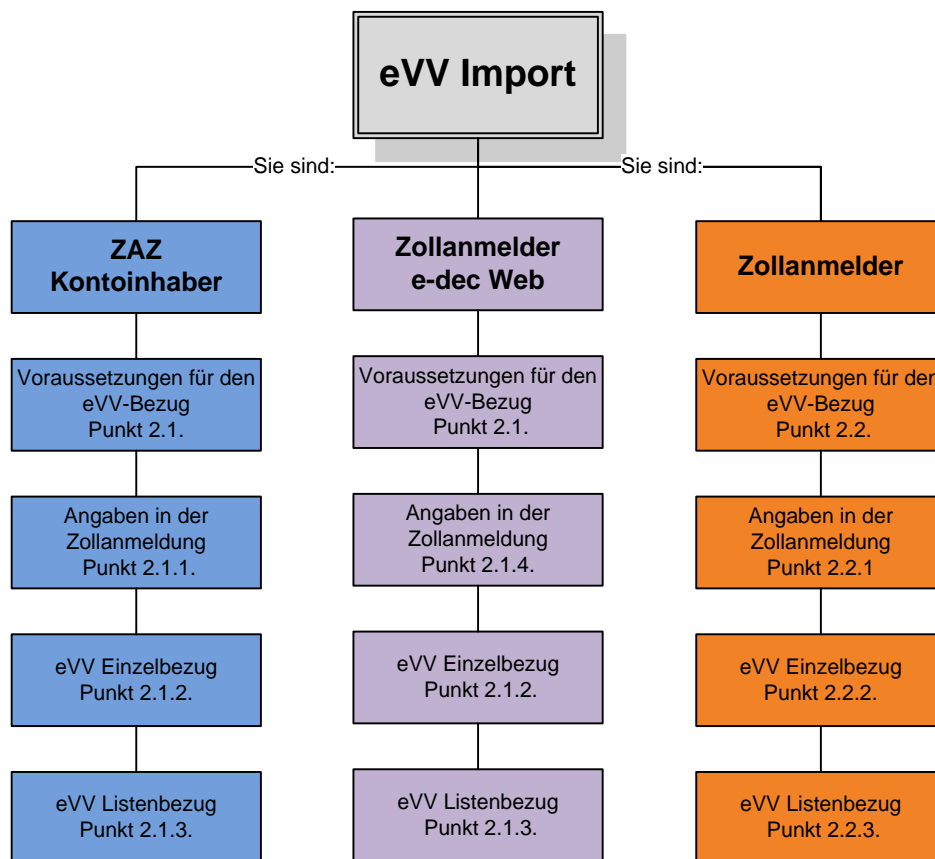 eVV Import
Sie sind:
Sie sind:
ZAZ
Kontoinhaber
Voraussetzungen für den
eVV-Bezug
Punkt 2.1.
Angaben in der
Zollanmeldung
Punkt 2.1.1.
eVV Einzelbezug
Punkt 2.1.2.
eVV Listenbezug
Punkt 2.1.3.
Zollanmelder
e-dec Web
Voraussetzungen für den
eVV-Bezug
Punkt 2.1.
Angaben in der
Zollanmeldung
Punkt 2.1.4.
eVV Einzelbezug
Punkt 2.1.2.
eVV Listenbezug
Punkt 2.1.3.
Zollanmelder
Voraussetzungen für den
eVV-Bezug
Punkt 2.2.
Angaben in der
Zollanmeldung
Punkt 2.2.1
eVV Einzelbezug
Punkt 2.2.2.
eVV Listenbezug
Punkt 2.2.3.